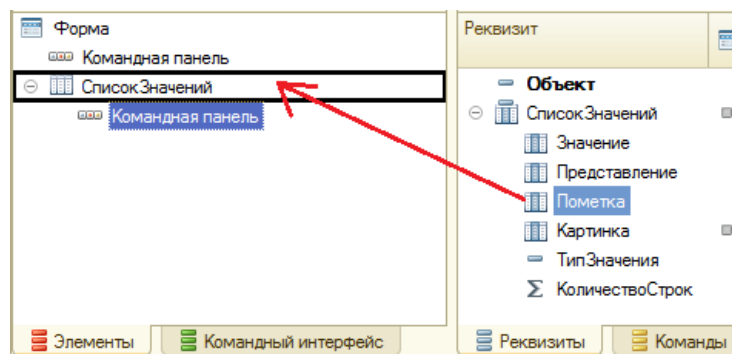 Форма
Командная панель
СписокЗначений
Командная панель
Элементы
Командный интерфейс
Реквизит
Объект
СписокЗначений
Значение
Представление
Пометка
Картинка
ТипЗначения
КоличествоСтрок
Реквизиты
Команды